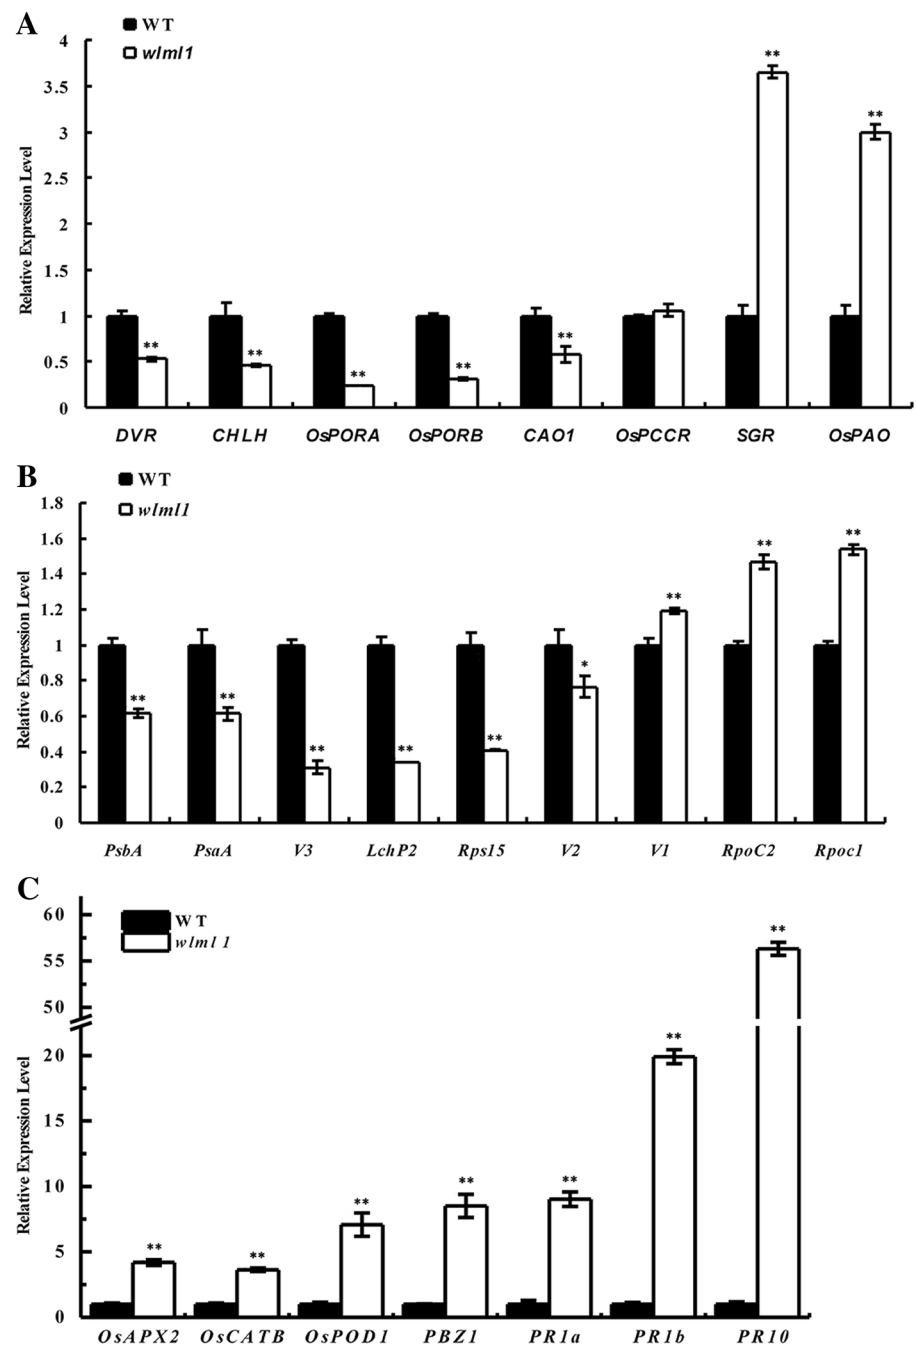 A
WT
wlml1
Relative Expression Level
4
3.5
3
2.5
2
1.5
1
0.5
0
** ** ** ** ** ** **
DVR CHLH OsPORA OsPORB CAO1 OsPCCR SGR OsPAO
B
WT
wlml1
Relative Expression Level
1.8
1.6
1.4
1.2
1
0.8
0.6
0.4
0.2
0
** ** ** ** ** * ** ** **
PsbA PsaA V3 LchP2 Rps15 V2 V1 RpoC2 Rpoc1
C
WT
wlml 1
Relative Expression Level
60
55
50
20
15
10
5
0
** ** ** ** ** ** **
OsAPX2 OsCATB OsPOD1 PBZ1 PR1a PR1b PR10